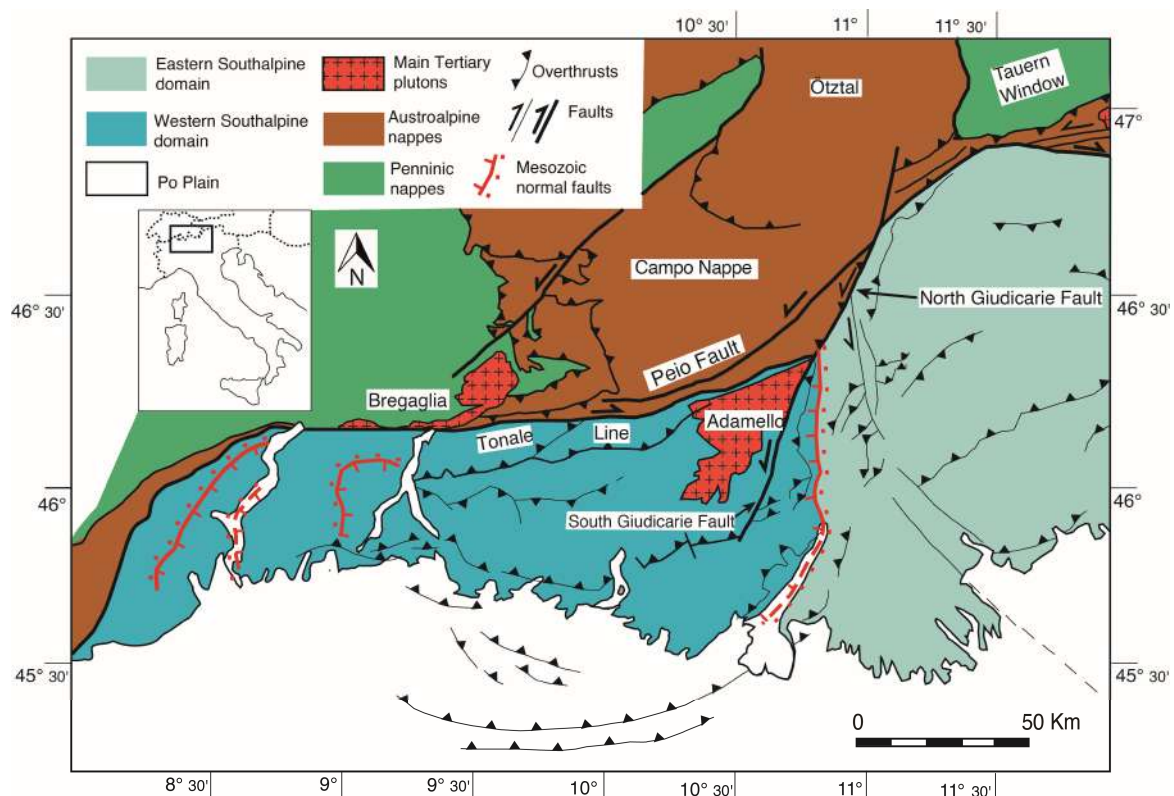 10° 30'
11°
Eastern Southalpine
domain
Western Southalpine
domain
Po Plain
Main Tertiary
plutons
Austroalpine
nappes
Penninic
nappes
Overthrusts
Faults
Mesozoic
normal faults
Ötztal
Tauern
Window
47°
N
Campo Nappe
46°
30'
North Giudicarie Fault
46°
30'
Peio Fault
Bregaglia
Adamello
Tonale
Line
46°
South Giudicarie Fault
46°
45°
30'
45°
30'
0
50 Km
8° 30'
9°
9° 30'
10°
10° 30'
11°
11° 30'